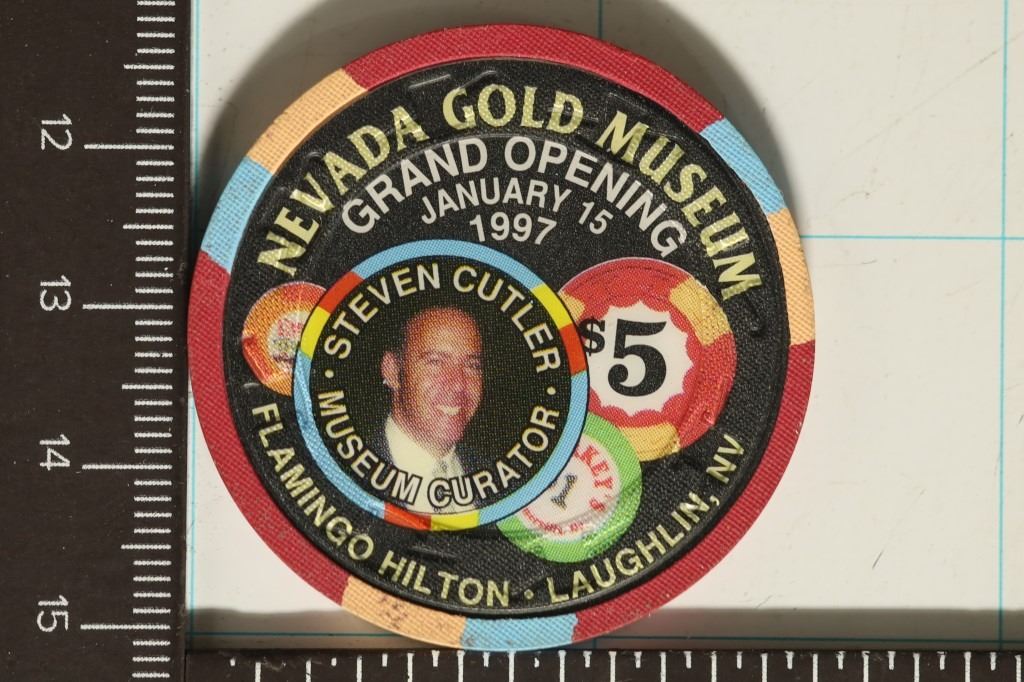 NEVADA GOLD MUSEUM
GRAND OPENING
JANUARY 15
1997
STEVEN CUTLER
· MUSEUM CURATOR ·
$5
KEY'S
FLAMINGO HILTON · LAUGHLIN, NV
12
13
14
15